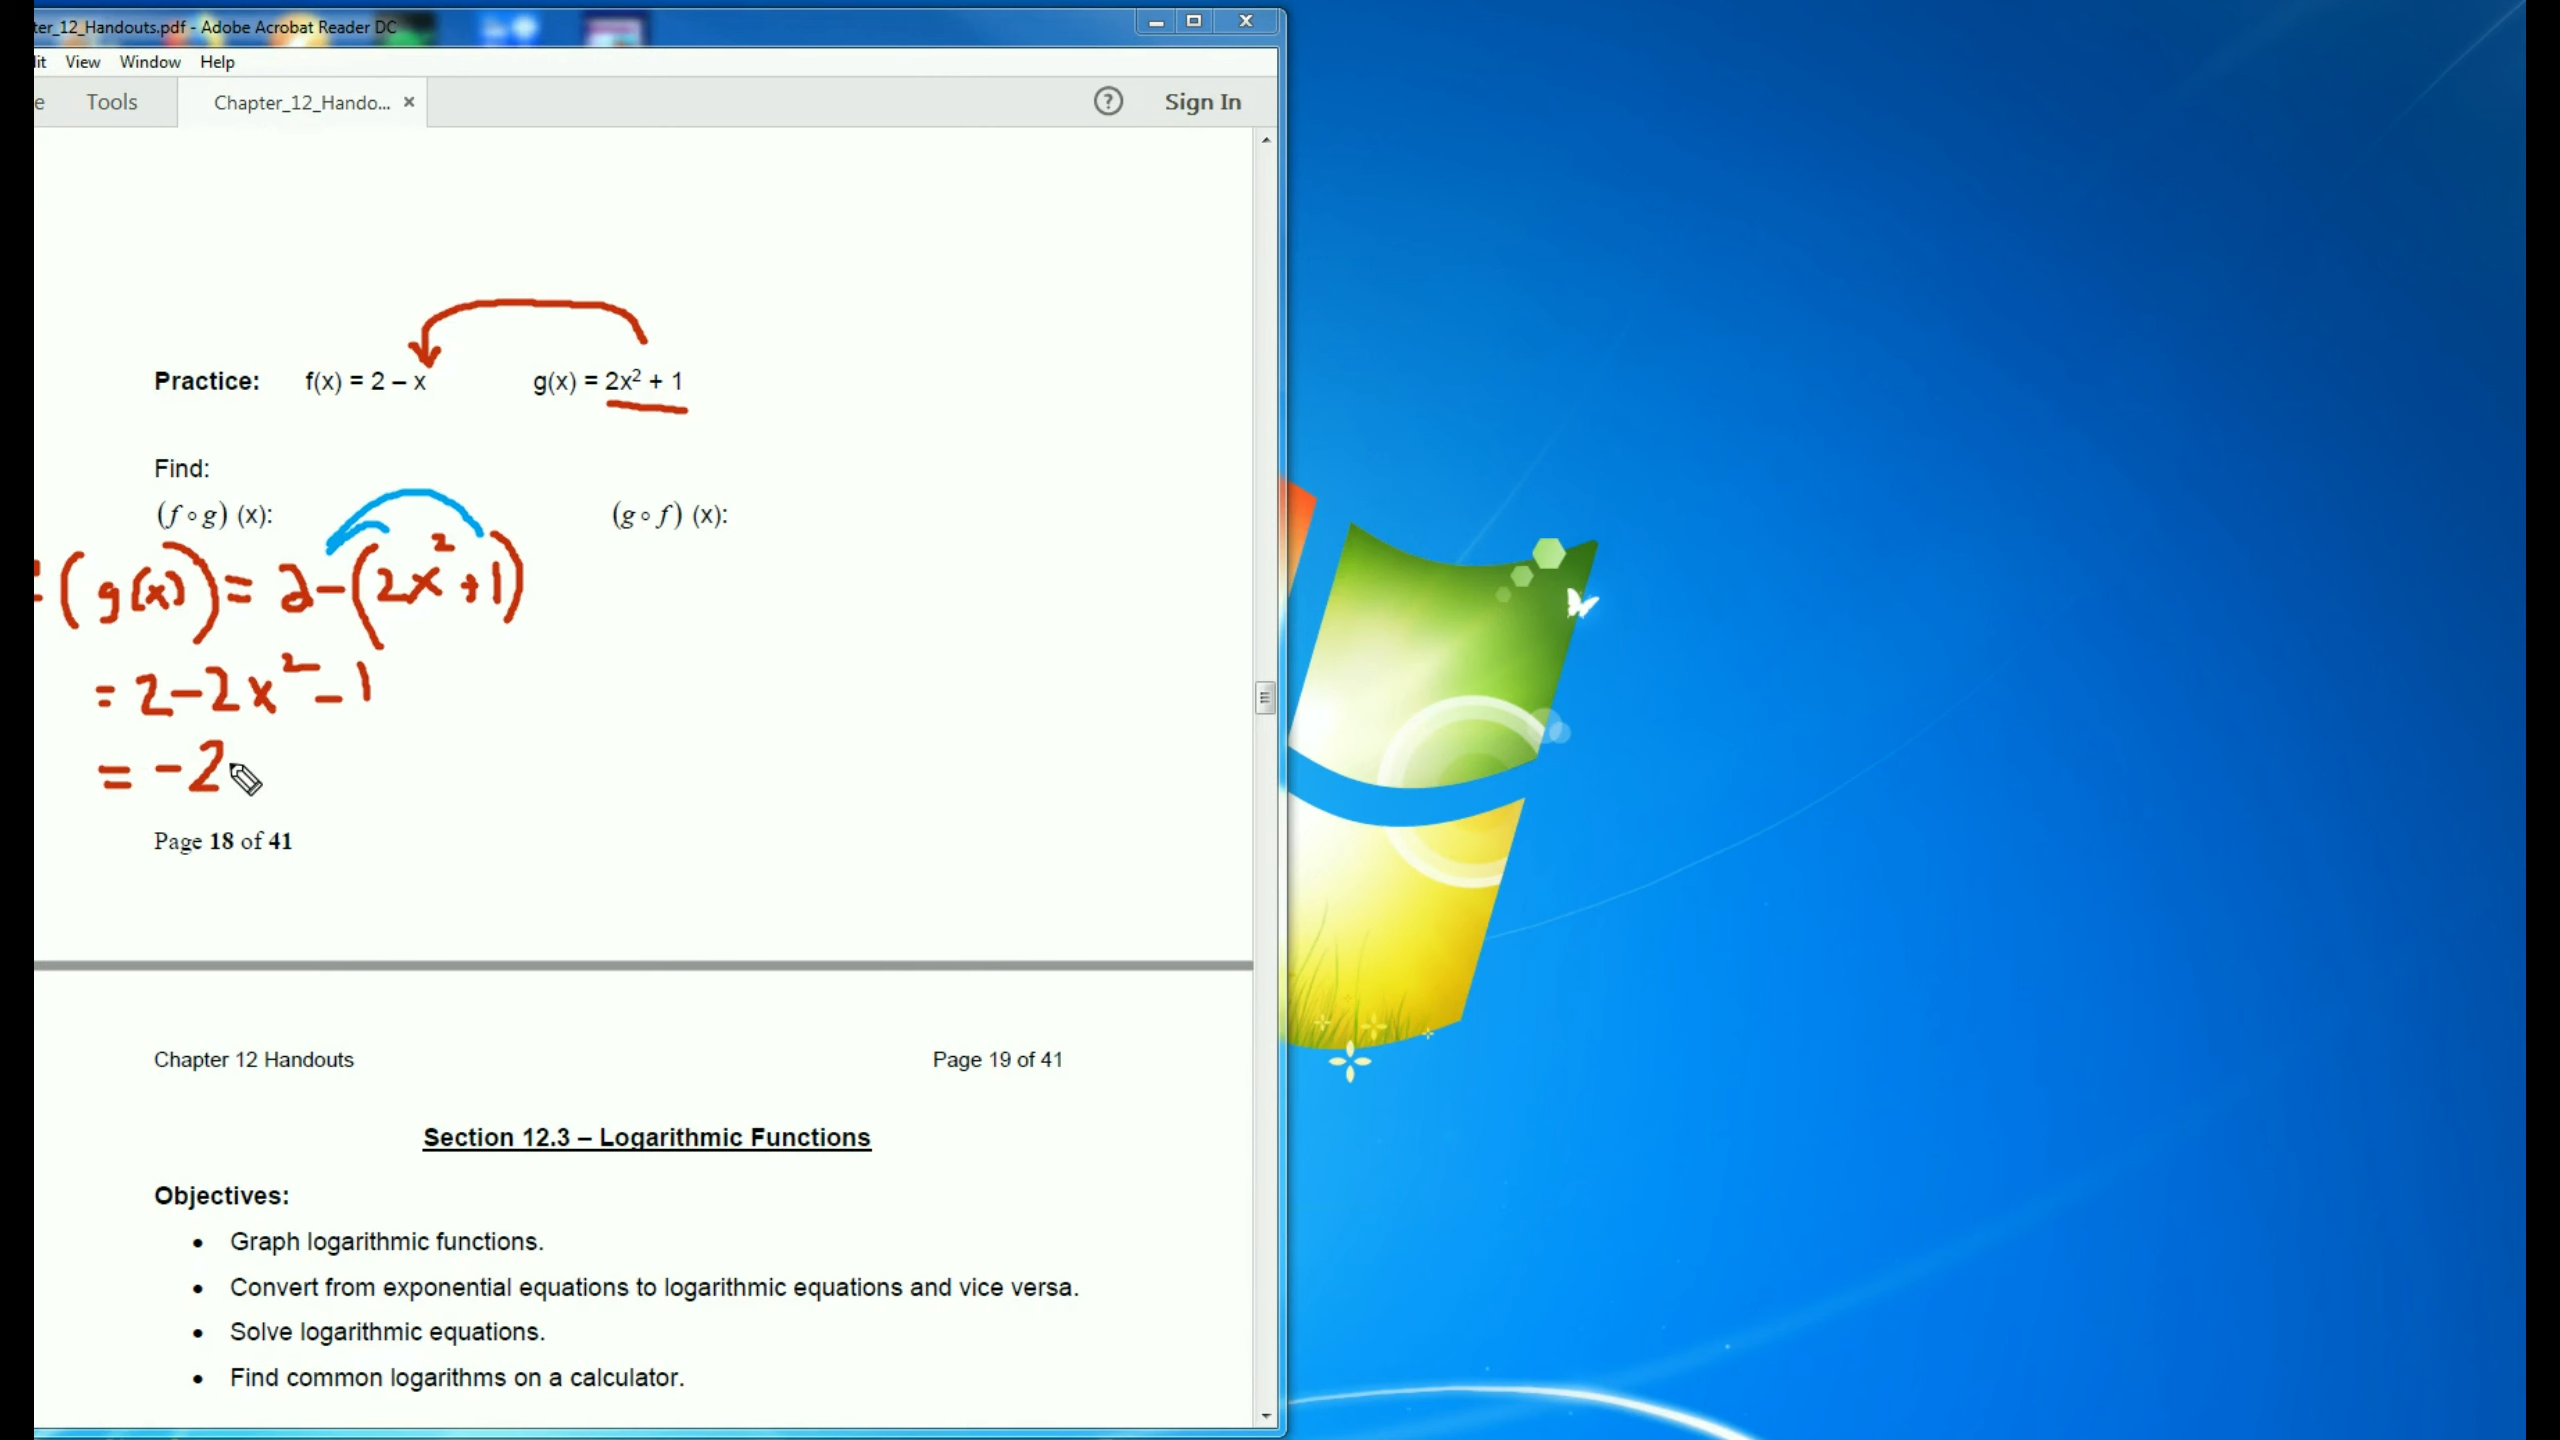 ter_12_Handouts.pdf - Adobe Acrobat Reader DC
it View Window Help
e Tools Chapter_12_Hando... × ? Sign In
Practice: f(x) = 2 – x g(x) = 2x² + 1
Find:
(f ∘ g) (x): (g ∘ f) (x):
= (g(x)) = 2 - (2x² + 1)
= 2 - 2x² - 1
= -2
Page 18 of 41
Chapter 12 Handouts Page 19 of 41
Section 12.3 – Logarithmic Functions
Objectives:
• Graph logarithmic functions.
• Convert from exponential equations to logarithmic equations and vice versa.
• Solve logarithmic equations.
• Find common logarithms on a calculator.